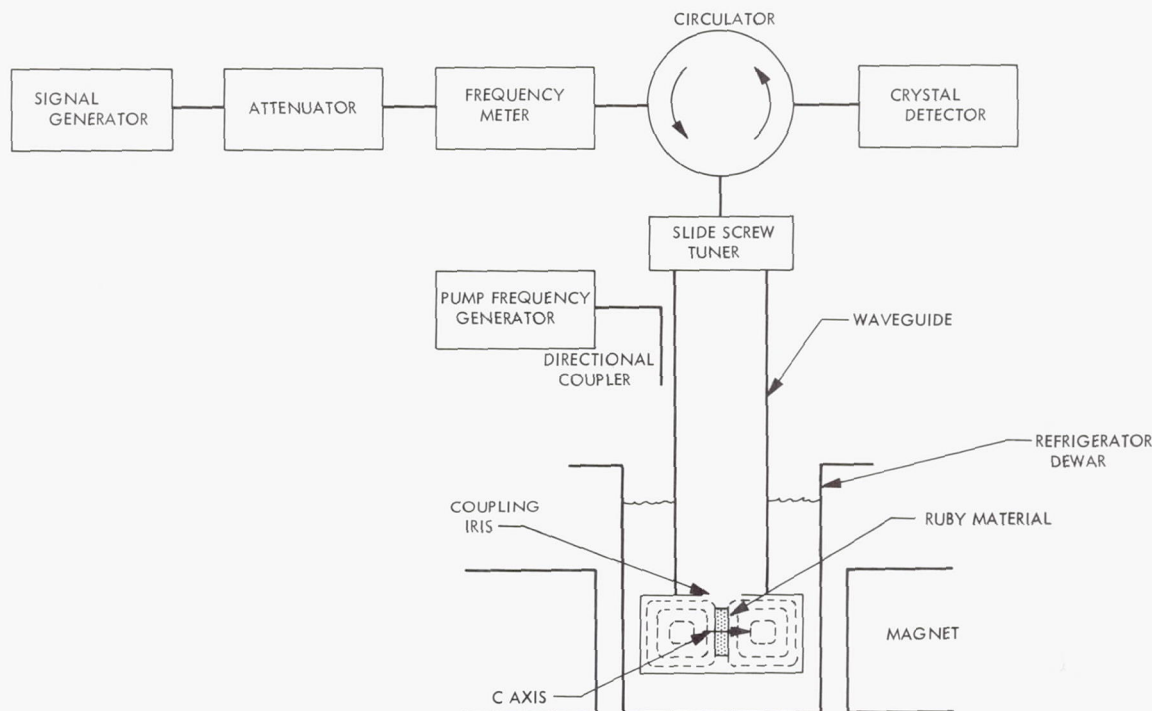 CIRCULATOR
SIGNAL
GENERATOR
ATTENUATOR
FREQUENCY
METER
CRYSTAL
DETECTOR
SLIDE SCREW
TUNER
PUMP FREQUENCY
GENERATOR
DIRECTIONAL
COUPLER
WAVEGUIDE
REFRIGERATOR
DEWAR
COUPLING
IRIS
RUBY MATERIAL
MAGNET
C AXIS